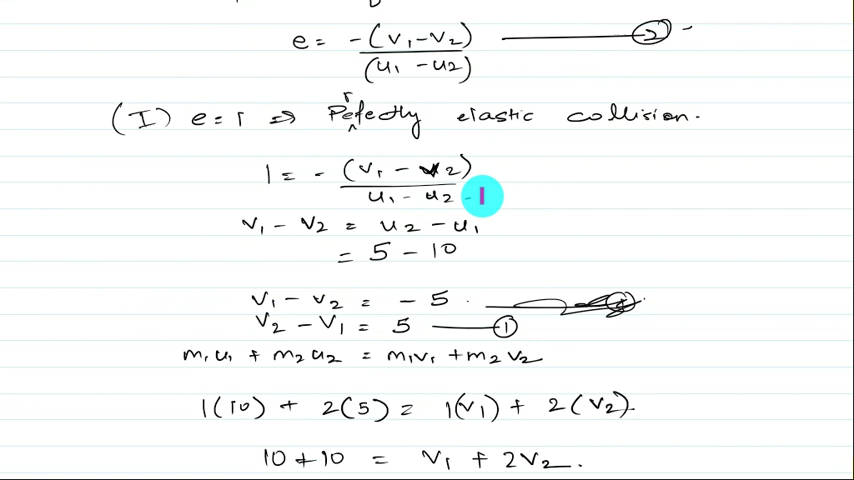 e = -(v1-v2) / (u1-u2) ——— 2
(I) e=1 => Perfectly elastic collision.
1 = - (v1 - v2) / u1 - u2
v1 - v2 = u2 - u1
= 5 - 10
v1 - v2 = -5
v2 - v1 = 5 ——— 1
m1u1 + m2u2 = m1v1 + m2v2
1(10) + 2(5) = 1(v1) + 2(v2).
10+10 = v1 + 2v2.